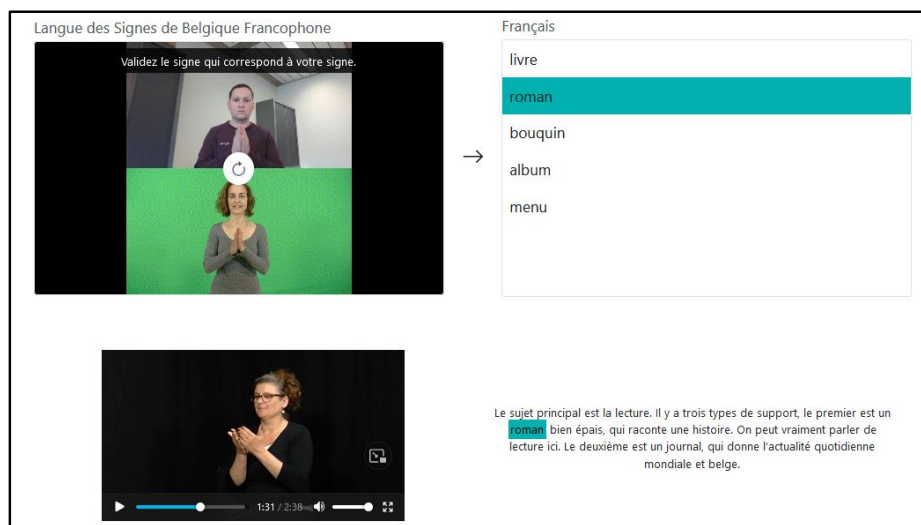 Langue des Signes de Belgique Francophone
Validez le signe qui correspond à votre signe.
Français
livre
roman
bouquin
album
menu
1:31 / 2:38
Le sujet principal est la lecture. Il y a trois types de support, le premier est un
roman bien épais, qui raconte une histoire. On peut vraiment parler de
lecture ici. Le deuxième est un journal, qui donne l'actualité quotidienne
mondiale et belge.